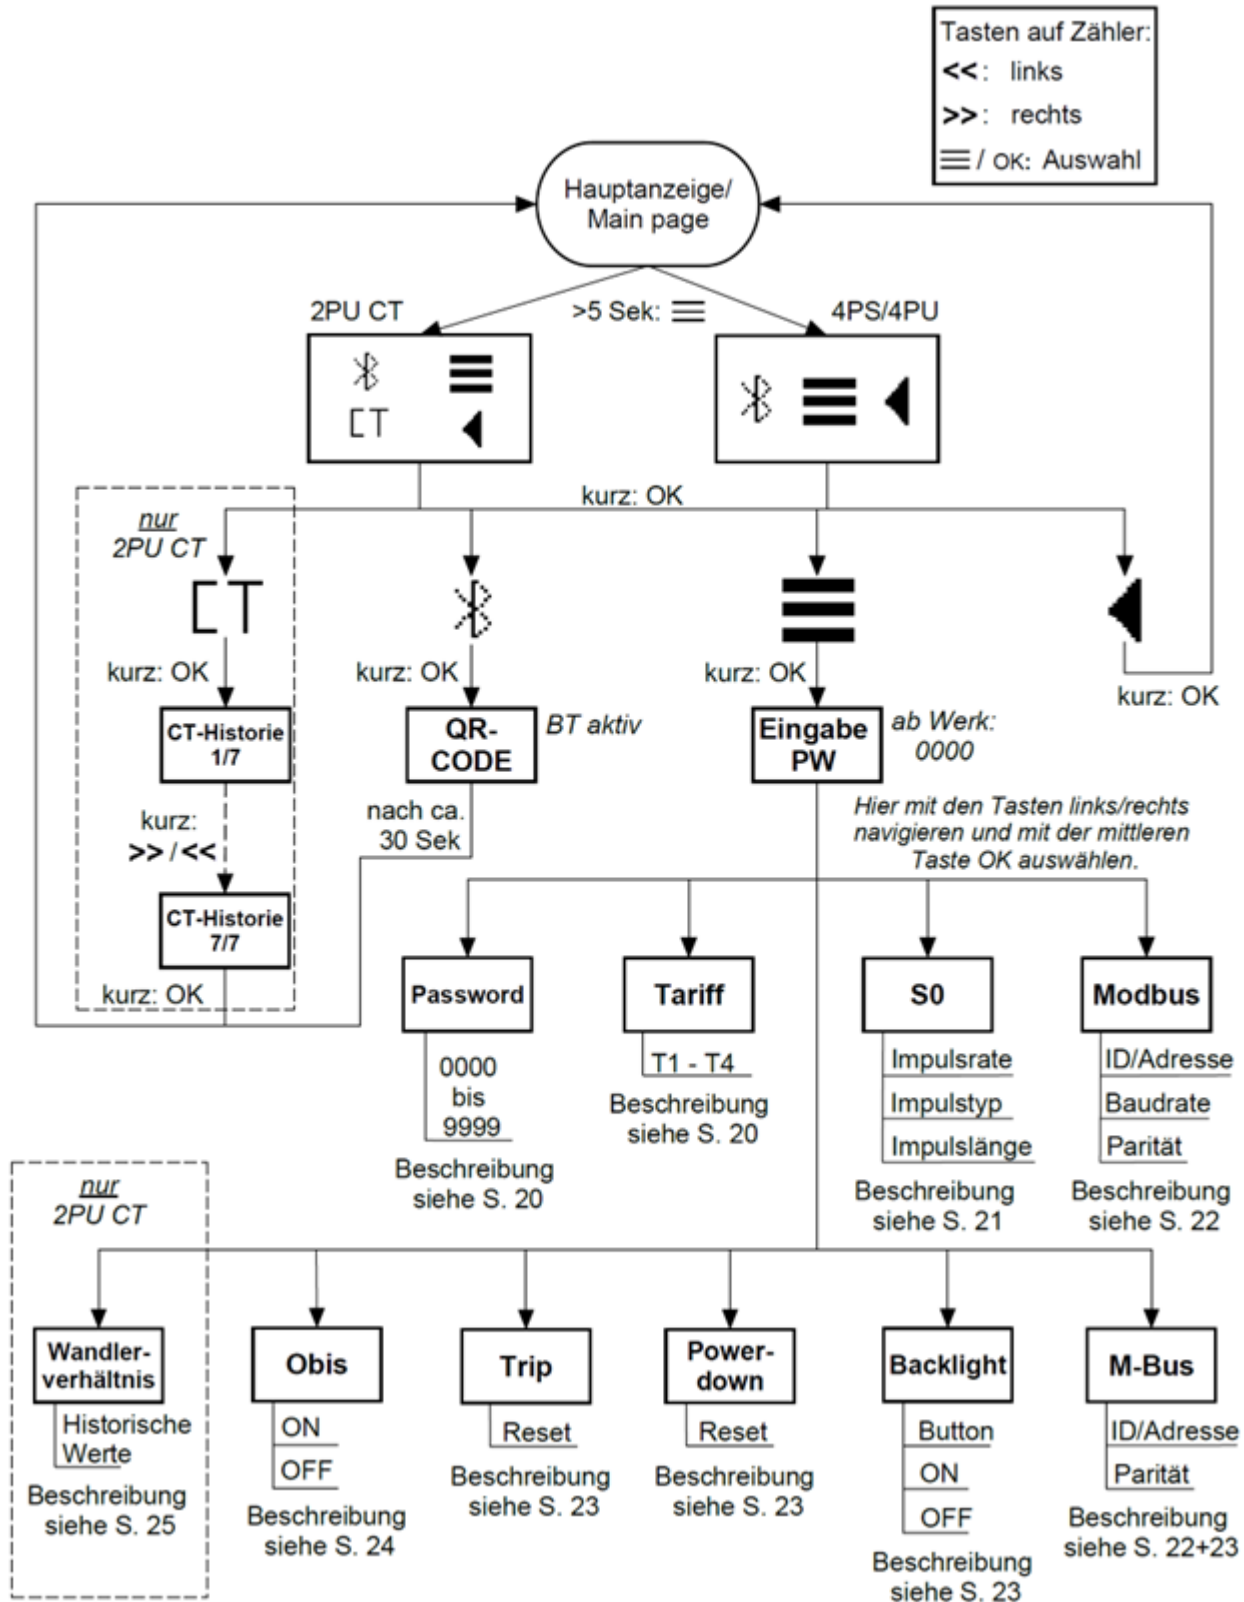 Tasten auf Zähler:
<<: links
>>: rechts
☰ / OK: Auswahl
Hauptanzeige/
Main page
2PU CT
>5 Sek: ☰
4PS/4PU
CT
kurz: OK
nur
2PU CT
CT
kurz: OK
kurz: OK
kurz: OK
kurz: OK
CT-Historie
1/7
QR-
CODE
BT aktiv
Eingabe
PW
ab Werk:
0000
kurz:
>> / <<
nach ca.
30 Sek
Hier mit den Tasten links/rechts
navigieren und mit der mittleren
Taste OK auswählen.
CT-Historie
7/7
kurz: OK
Password
0000
bis
9999
Beschreibung
siehe S. 20
Tariff
T1 - T4
Beschreibung
siehe S. 20
S0
Impulsrate
Impulstyp
Impulslänge
Beschreibung
siehe S. 21
Modbus
ID/Adresse
Baudrate
Parität
Beschreibung
siehe S. 22
nur
2PU CT
Wandler-
verhältnis
Historische
Werte
Beschreibung
siehe S. 25
Obis
ON
OFF
Beschreibung
siehe S. 24
Trip
Reset
Beschreibung
siehe S. 23
Power-
down
Reset
Beschreibung
siehe S. 23
Backlight
Button
ON
OFF
Beschreibung
siehe S. 23
M-Bus
ID/Adresse
Parität
Beschreibung
siehe S. 22+23